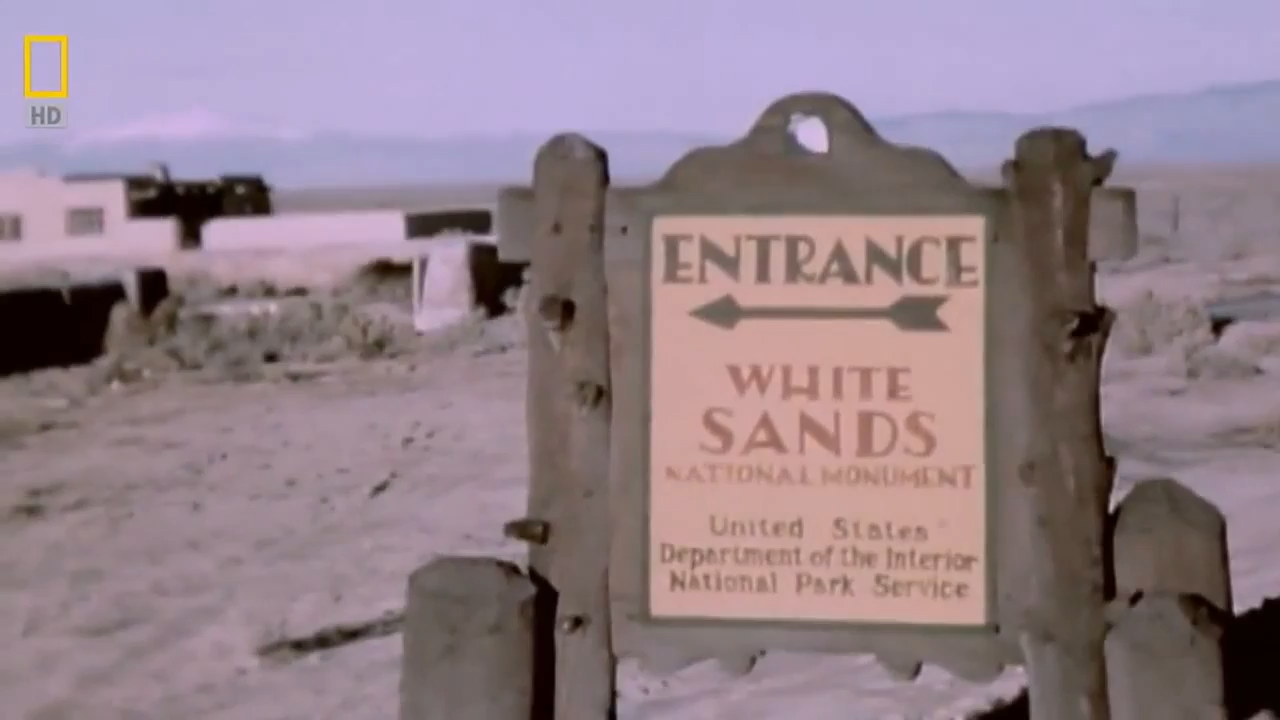 HD
ENTRANCE
WHITE
SANDS
NATIONAL MONUMENT
United States
Department of the Interior
National Park Service